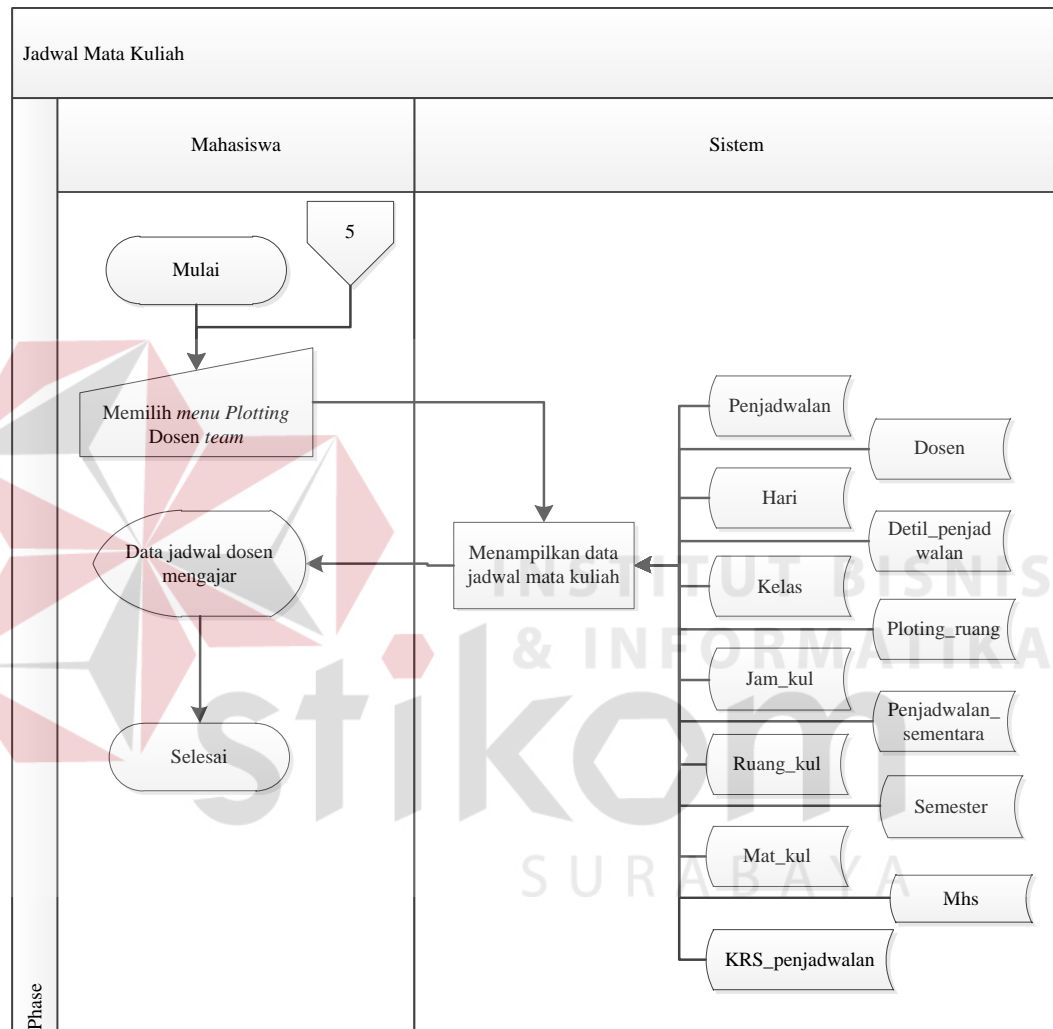 Jadwal Mata Kuliah
Mahasiswa
Sistem
5
Mulai
Memilih menu Plotting
Dosen team
Penjadwalan
Dosen
Hari
Detil_penjad
walan
Data jadwal dosen
mengajar
Menampilkan data
jadwal mata kuliah
Kelas
Ploting_ruang
Jam_kul
Penjadwalan_
sementara
Selesai
Ruang_kul
Semester
Mat_kul
Mhs
KRS_penjadwalan
Phase
INSTITUT BISNIS
& INFORMATIKA
stikom
SURABAYA